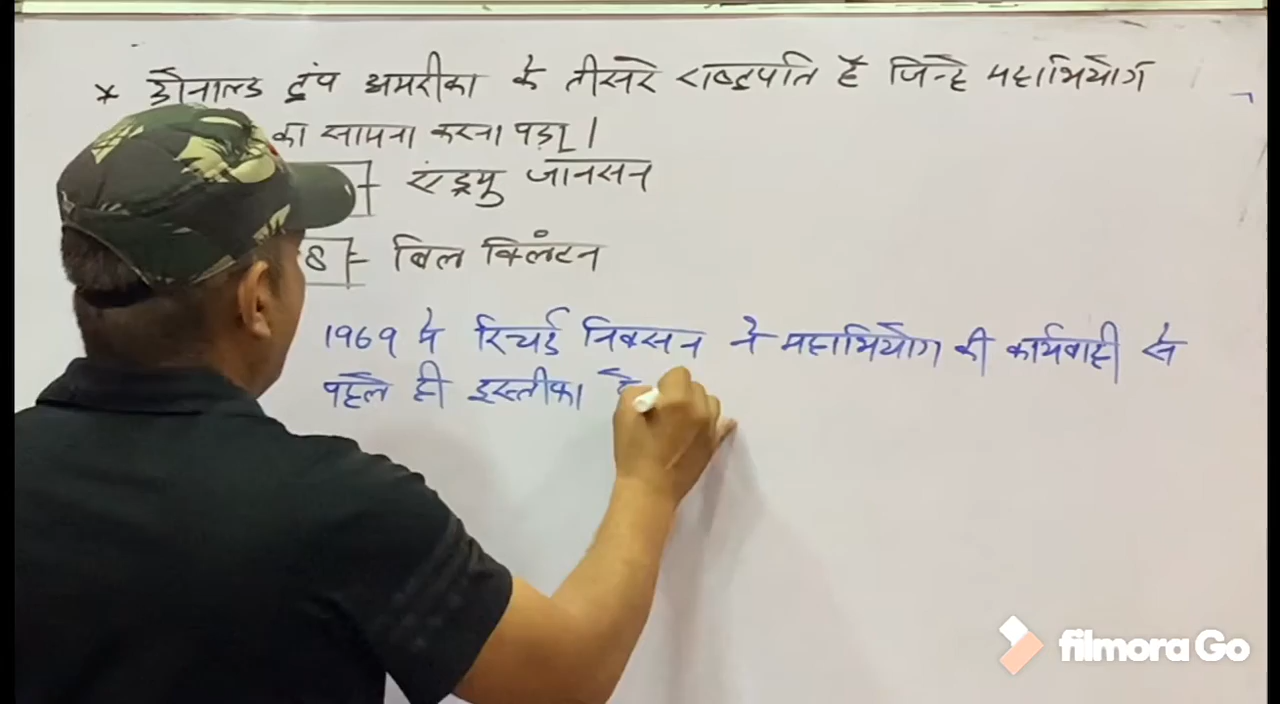 * डोनाल्ड ट्रंप अमरीका के तीसरे राष्ट्रपति है जिन्हे महाभियोग
का सामना करना पड़ा।
- एंड्रयु जानसन
8 - बिल क्लिंटन
1969 मे रिचर्ड निक्सन ने महाभियोग की कार्यवाही से
पहले ही इस्तीफा
filmora Go